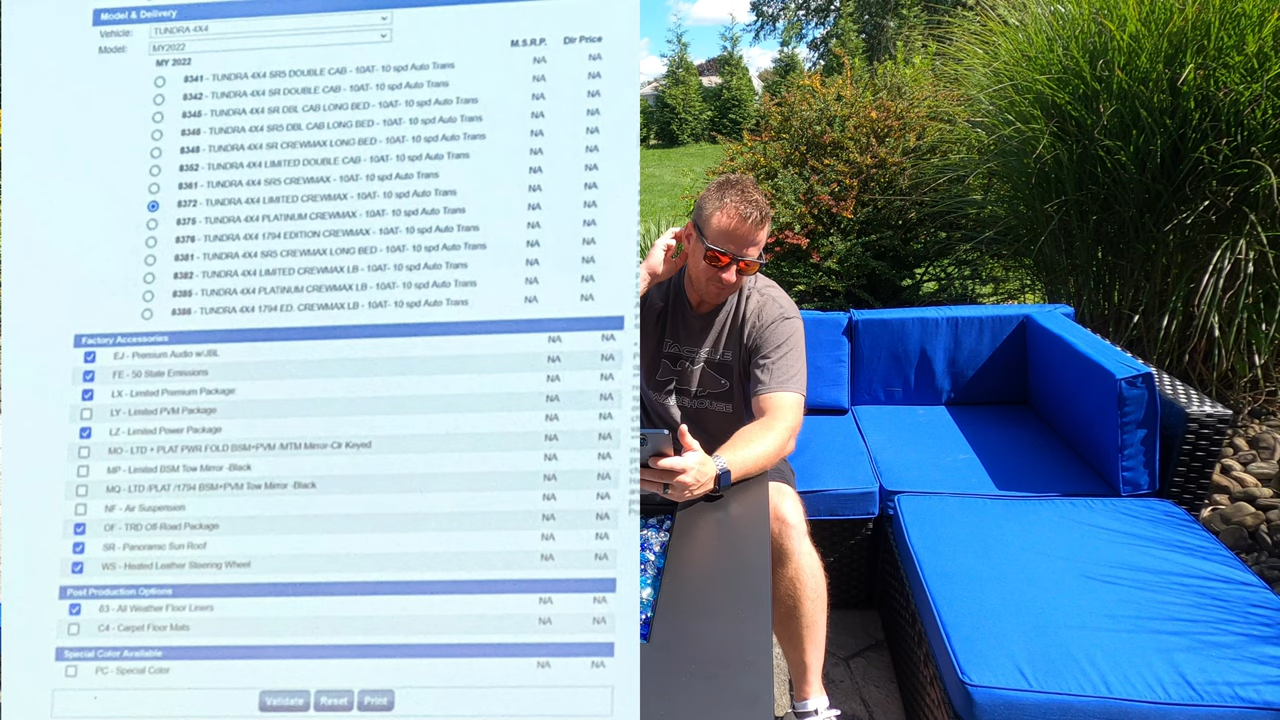 Model & Delivery
Vehicle: TUNDRA 4X4
Model: MY2022
M.S.R.P. Dlr Price
MY 2022 NA NA
8341 - TUNDRA 4X4 SR5 DOUBLE CAB - 10AT- 10 spd Auto Trans NA NA
8342 - TUNDRA 4X4 SR DOUBLE CAB - 10AT- 10 spd Auto Trans NA NA
8345 - TUNDRA 4X4 SR DBL CAB LONG BED - 10AT- 10 spd Auto Trans NA NA
8346 - TUNDRA 4X4 SR5 DBL CAB LONG BED - 10AT- 10 spd Auto Trans NA NA
8348 - TUNDRA 4X4 SR CREWMAX LONG BED - 10AT- 10 spd Auto Trans NA NA
8352 - TUNDRA 4X4 LIMITED DOUBLE CAB - 10AT- 10 spd Auto Trans NA NA
8361 - TUNDRA 4X4 SR5 CREWMAX - 10AT- 10 spd Auto Trans NA NA
8372 - TUNDRA 4X4 LIMITED CREWMAX - 10AT- 10 spd Auto Trans NA NA
8375 - TUNDRA 4X4 PLATINUM CREWMAX - 10AT- 10 spd Auto Trans NA NA
8376 - TUNDRA 4X4 1794 EDITION CREWMAX - 10AT- 10 spd Auto Trans NA NA
8381 - TUNDRA 4X4 SR5 CREWMAX LONG BED - 10AT- 10 spd Auto Trans NA NA
8382 - TUNDRA 4X4 LIMITED CREWMAX LB - 10AT- 10 spd Auto Trans NA NA
8385 - TUNDRA 4X4 PLATINUM CREWMAX LB - 10AT- 10 spd Auto Trans NA NA
8386 - TUNDRA 4X4 1794 ED. CREWMAX LB - 10AT- 10 spd Auto Trans NA NA
Factory Accessories
EJ - Premium Audio w/JBL NA NA
FE - 50 State Emissions NA NA
LX - Limited Premium Package NA NA
LY - Limited PVM Package NA NA
LZ - Limited Power Package NA NA
MO - LTD + PLAT PWR FOLD BSM+PVM /MTM Mirror-Clr Keyed NA NA
MP - Limited BSM Tow Mirror -Black NA NA
MQ - LTD /PLAT /1794 BSM+PVM Tow Mirror -Black NA NA
NF - Air Suspension NA NA
OF - TRD Off-Road Package NA NA
SR - Panoramic Sun Roof NA NA
WS - Heated Leather Steering Wheel NA NA
Post Production Options
63 - All Weather Floor Liners NA NA
C4 - Carpet Floor Mats NA NA
Special Color Available
PC - Special Color NA NA
Validate Reset Print
TACKLE
WAREHOUSE